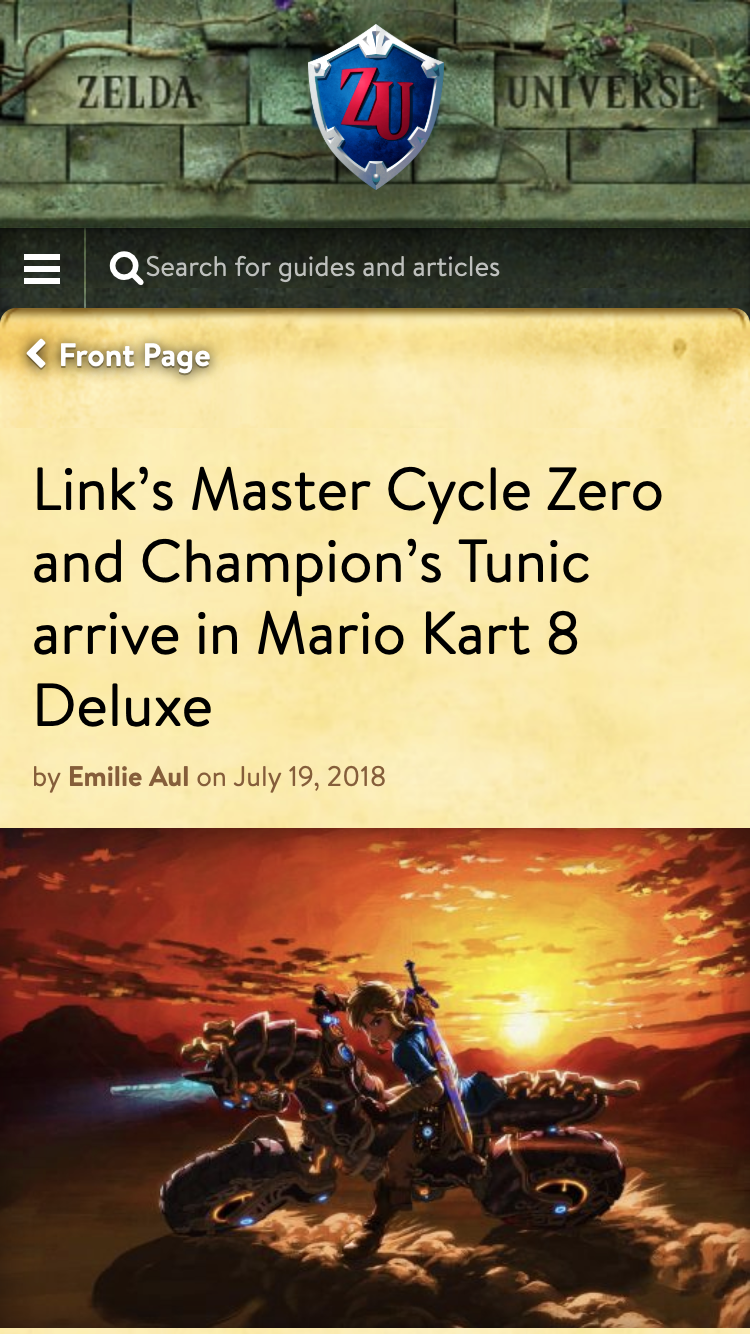 ZELDA
ZU
UNIVERSE
Search for guides and articles
Front Page
Link’s Master Cycle Zero
and Champion’s Tunic
arrive in Mario Kart 8
Deluxe
by Emilie Aul on July 19, 2018